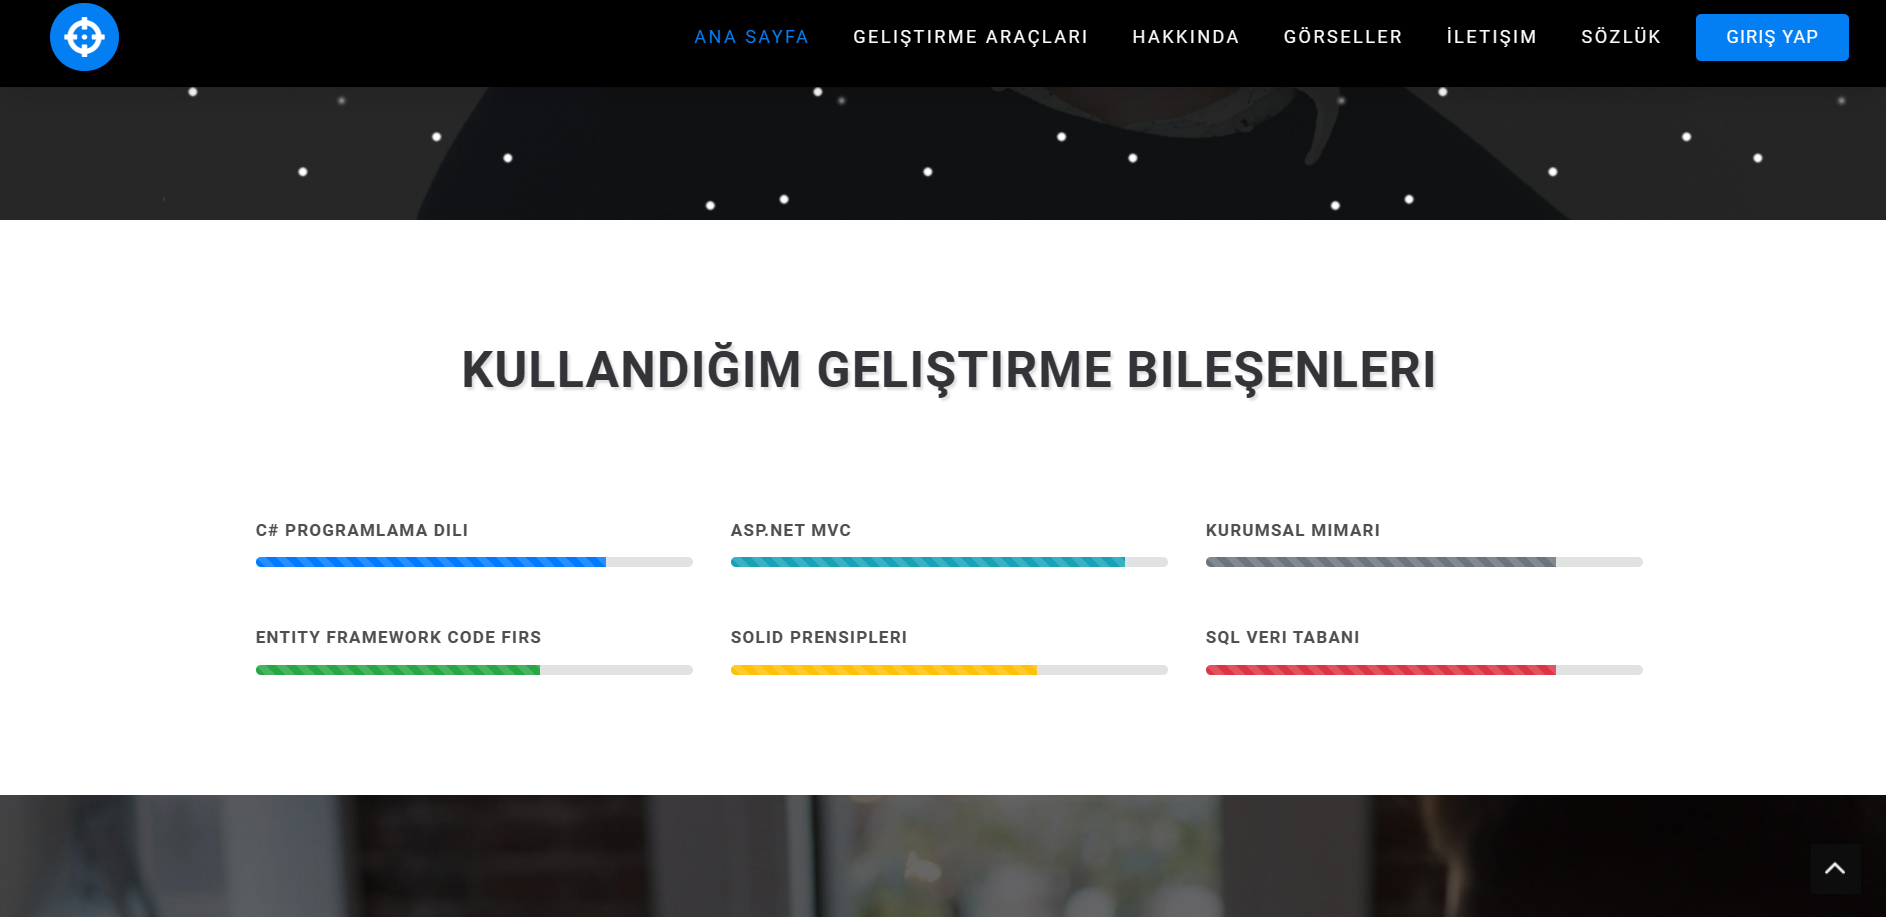 ANA SAYFA
GELIŞTIRME ARAÇLARI
HAKKINDA
GÖRSELLER
İLETIŞIM
SÖZLÜK
GIRIŞ YAP
KULLANDIĞIM GELIŞTIRME BILEŞENLERI
C# PROGRAMLAMA DILI
ASP.NET MVC
KURUMSAL MIMARI
ENTITY FRAMEWORK CODE FIRS
SOLID PRENSIPLERI
SQL VERI TABANI